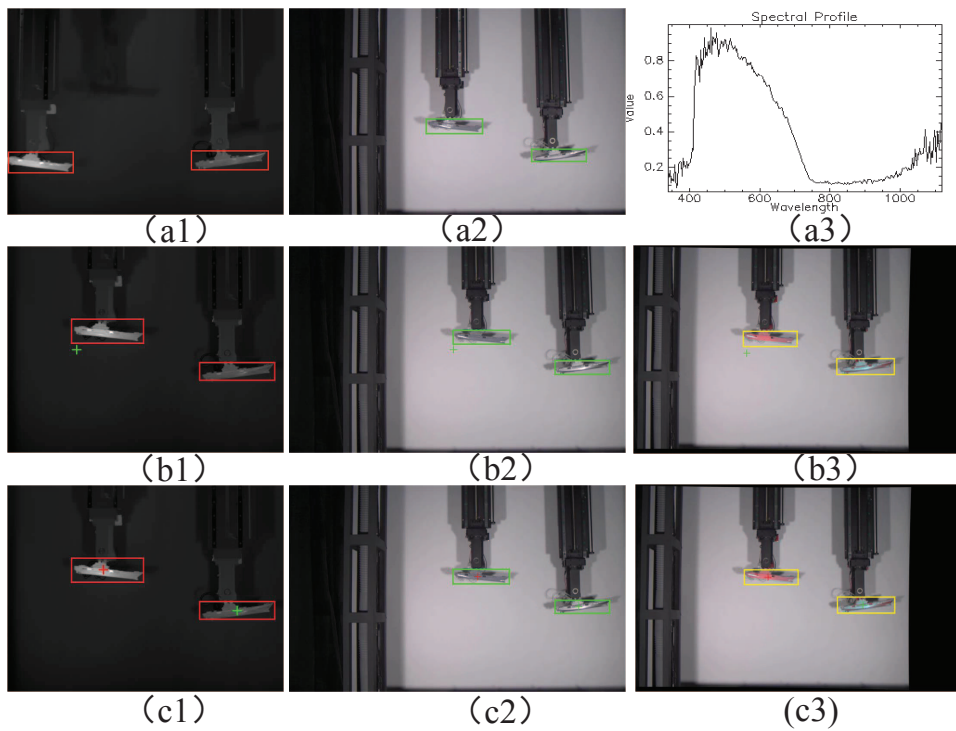 Spectral Profile
Value
0.8
0.6
0.4
0.2
400
600
800
1000
Wavelength
（a1）
（a2）
（a3）
（b1）
（b2）
（b3）
（c1）
（c2）
(c3)